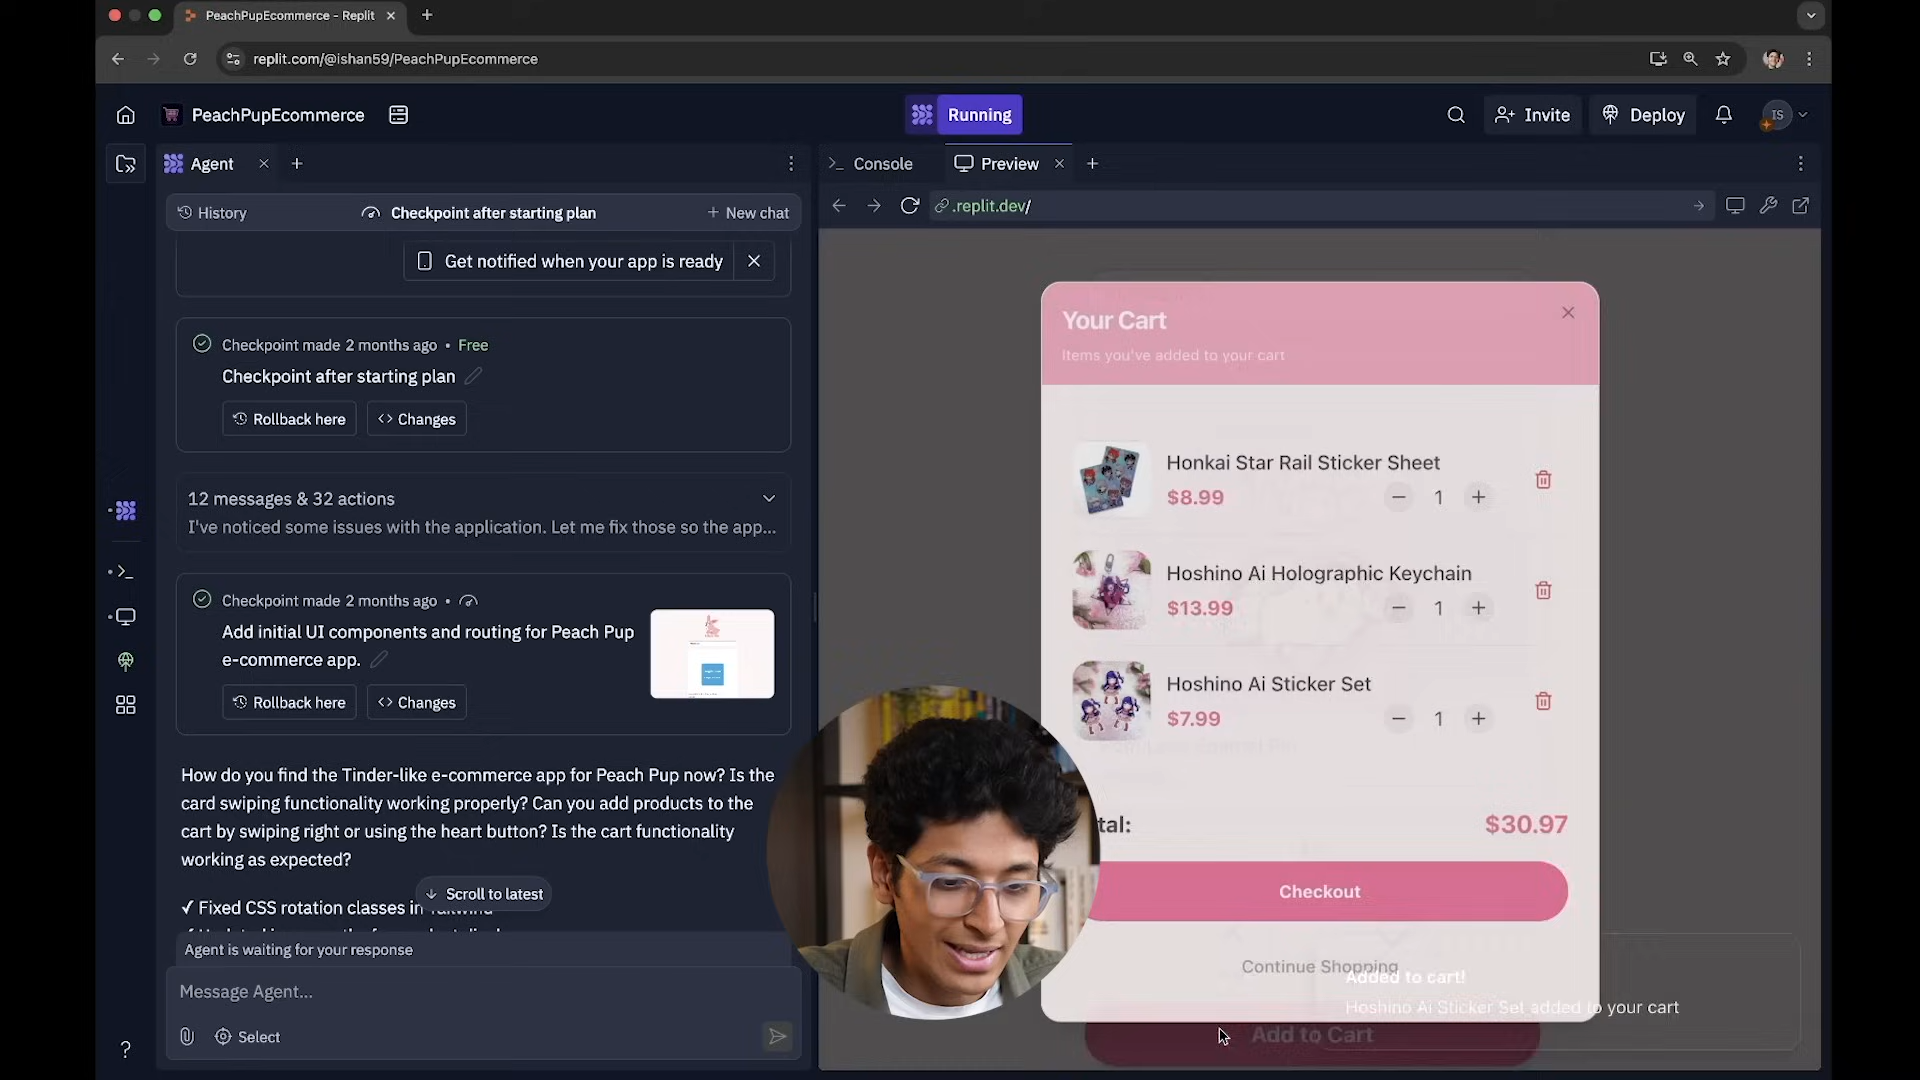 PeachPupEcommerce - Replit
replit.com/@ishan59/PeachPupEcommerce
PeachPupEcommerce
Running
Invite
Deploy
IS
Agent
Console
Preview
History
Checkpoint after starting plan
New chat
.replit.dev/
Get notified when your app is ready
Checkpoint made 2 months ago • Free
Checkpoint after starting plan
Rollback here
Changes
12 messages & 32 actions
I've noticed some issues with the application. Let me fix those so the app...
Checkpoint made 2 months ago •
Add initial UI components and routing for Peach Pup
e-commerce app.
Rollback here
Changes
How do you find the Tinder-like e-commerce app for Peach Pup now? Is the
card swiping functionality working properly? Can you add products to the
cart by swiping right or using the heart button? Is the cart functionality
working as expected?
Scroll to latest
✓ Fixed CSS rotation classes in Tailwind
Agent is waiting for your response
Message Agent...
Select
?
Your Cart
Items you've added to your cart
Honkai Star Rail Sticker Sheet
$8.99
1
Hoshino Ai Holographic Keychain
$13.99
1
Hoshino Ai Sticker Set
$7.99
1
tal:
$30.97
Checkout
Continue Shopping
Added to cart!
Hoshino Ai Sticker Set added to your cart
Add to Cart